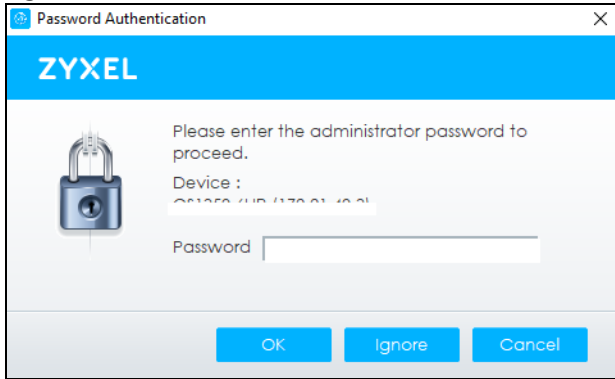 Password Authentication
ZYXEL
Please enter the administrator password to
proceed.
Device :
Password
OK
Ignore
Cancel